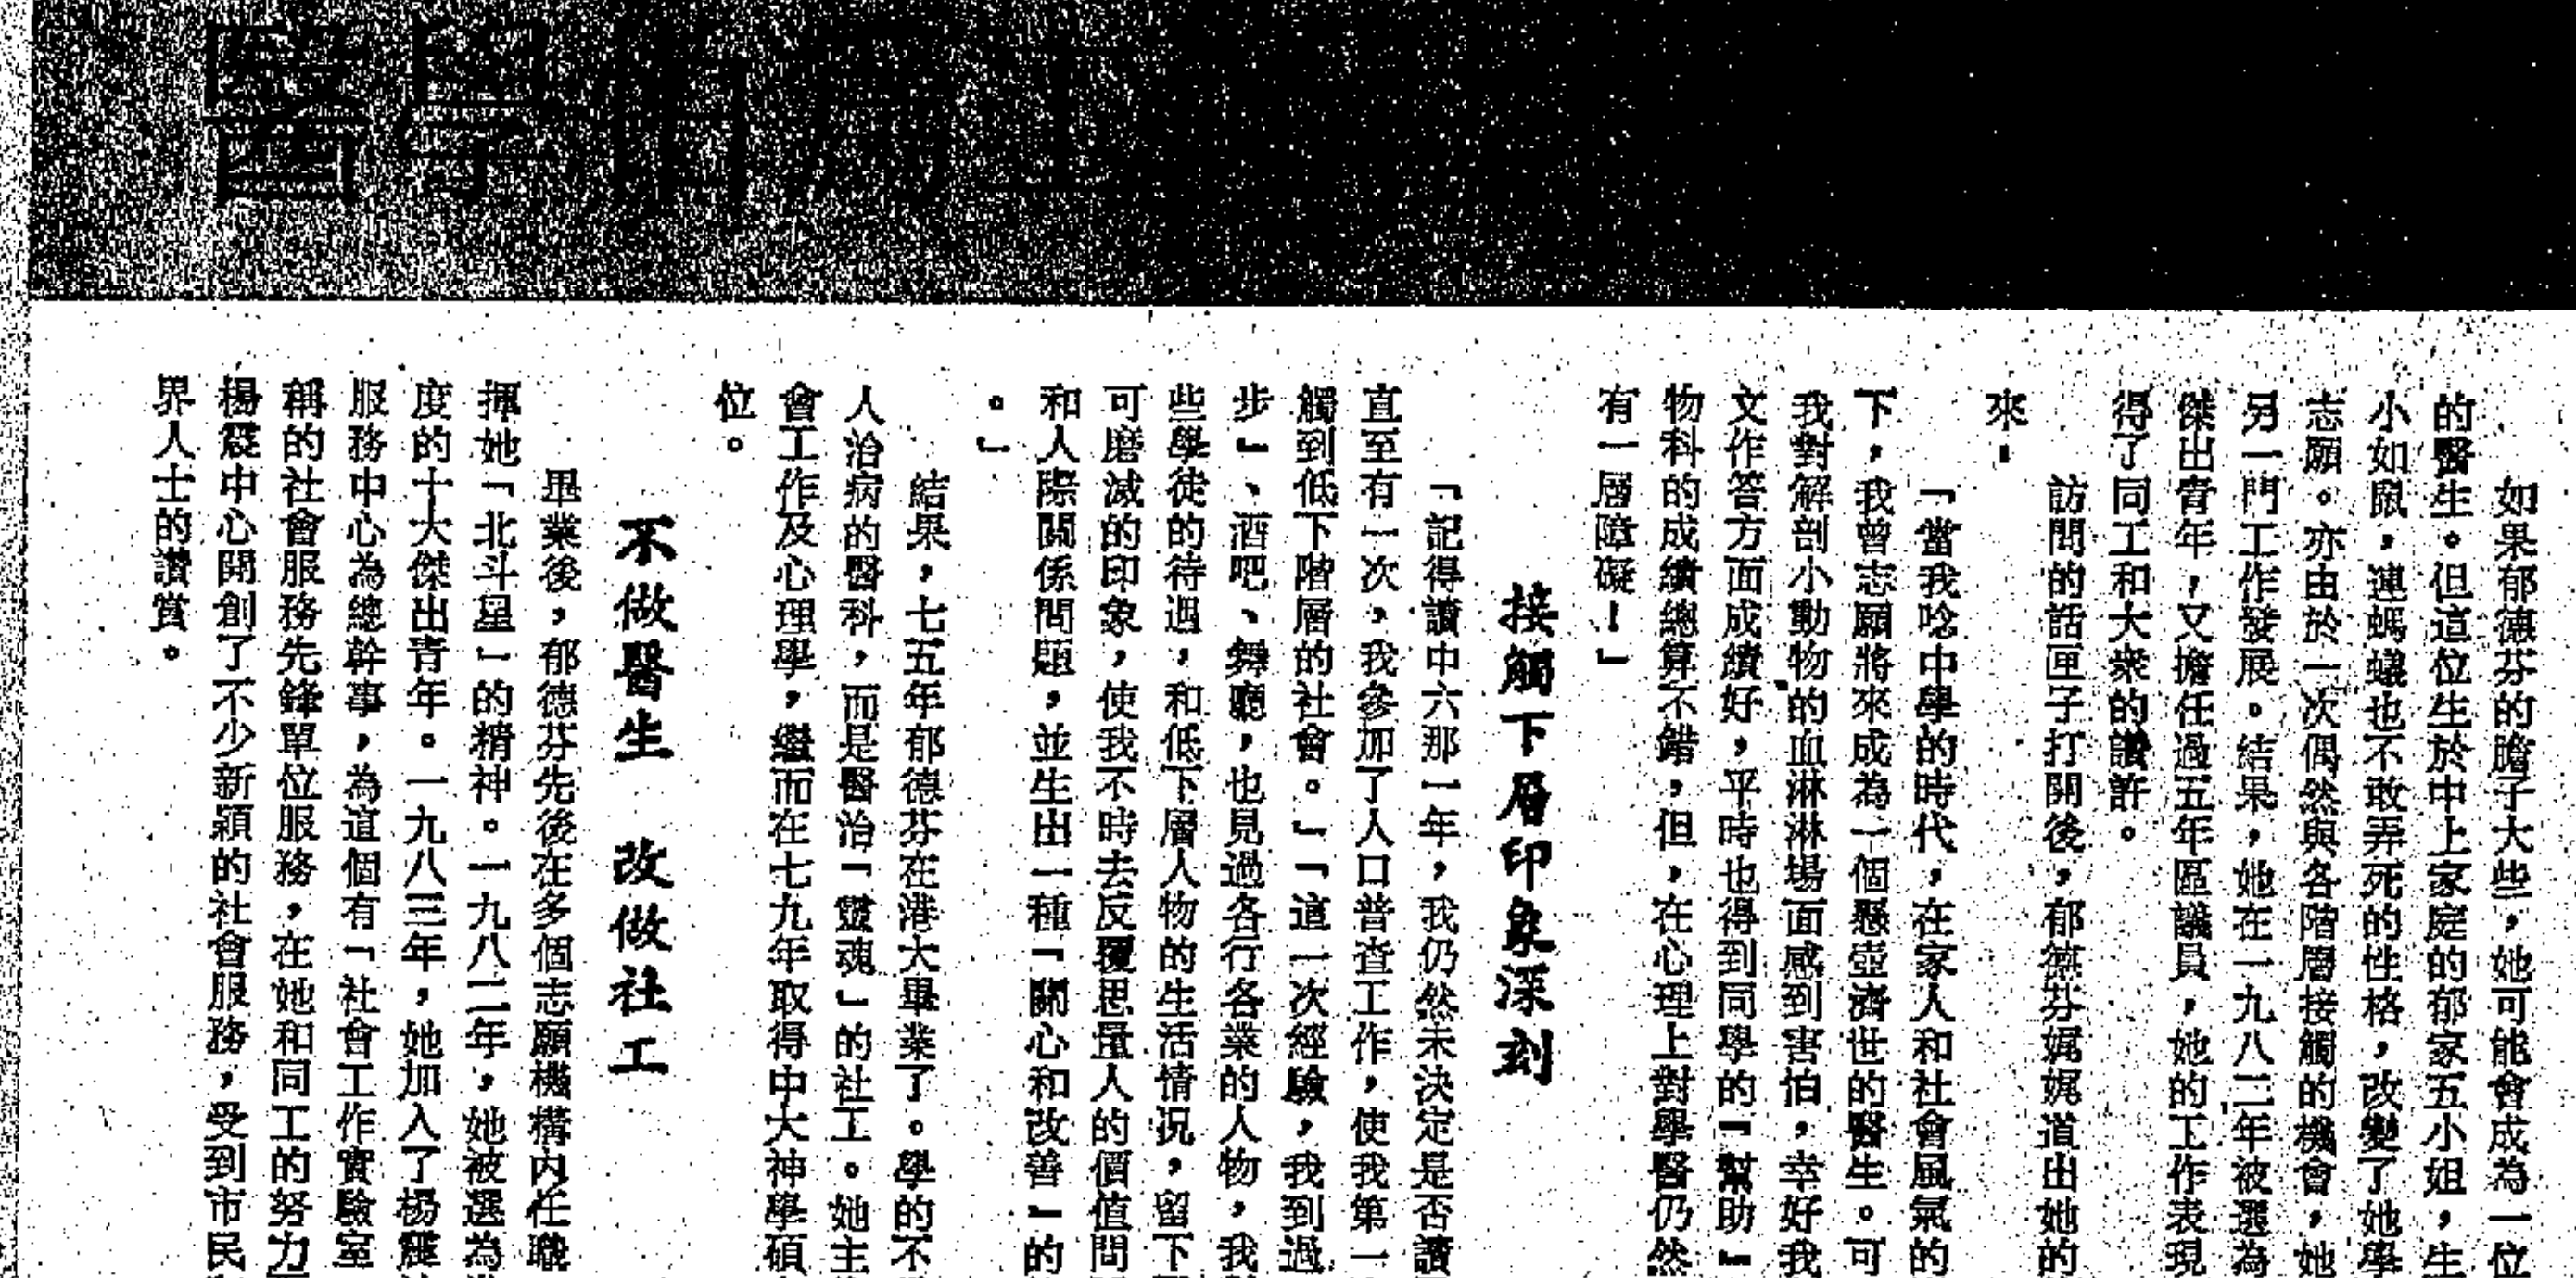 醫學
如果郁德芬的膽子大些，她可能會成為一位
的醫生。但這位生於中上家庭的郁家五小姐，生
小如鼠，連螞蟻也不敢弄死的性格，改變了她學
志願。亦由於一次偶然與各階層接觸的機會，她
另一門工作發展。結果，她在一九八二年被選為
傑出青年，又擔任過五年區議員，她的工作表現
得了同工和大衆的讚許。
訪問的話匣子打開後，郁德芬娓娓道出她的
來：
「當我唸中學的時代，在家人和社會風氣的
下，我曾志願將來成為一個懸壺濟世的醫生。可
我對解剖小動物的血淋淋場面感到害怕，幸好我
文作答方面成績好，平時也得到同學的「幫助」
物科的成績總算不錯，但，在心理上對學醫仍然
有一層障礙！」
接觸下層印象深刻
「記得讀中六那一年，我仍然未決定是否讀
直至有一次，我參加了人口普查工作，使我第一
觸到低下階層的社會。」「這一次經驗，我到過
步」、酒吧、舞廳，也見過各行各業的人物，我
些學徒的待遇，和低下層人物的生活情況，留下
可磨滅的印象，使我不時去反覆思量人的價值問
和人際關係問題，並生出一種「關心和改善」的
。」
結果，七五年郁德芬在港大畢業了。學的不
人治病的醫科，而是醫治「靈魂」的社工。她主
會工作及心理學，繼而在七九年取得中大神學碩
位。
不做醫生　改做社工
畢業後，郁德芬先後在多個志願機構內任職
揮她「北斗星」的精神。一九八二年，她被選為
度的十大傑出青年。一九八三年，她加入了楊震
服務中心為總幹事，為這個有「社會工作實驗室
稱的社會服務先鋒單位服務，在她和同工的努力
楊震中心開創了不少新穎的社會服務，受到市民
界人士的讚賞。